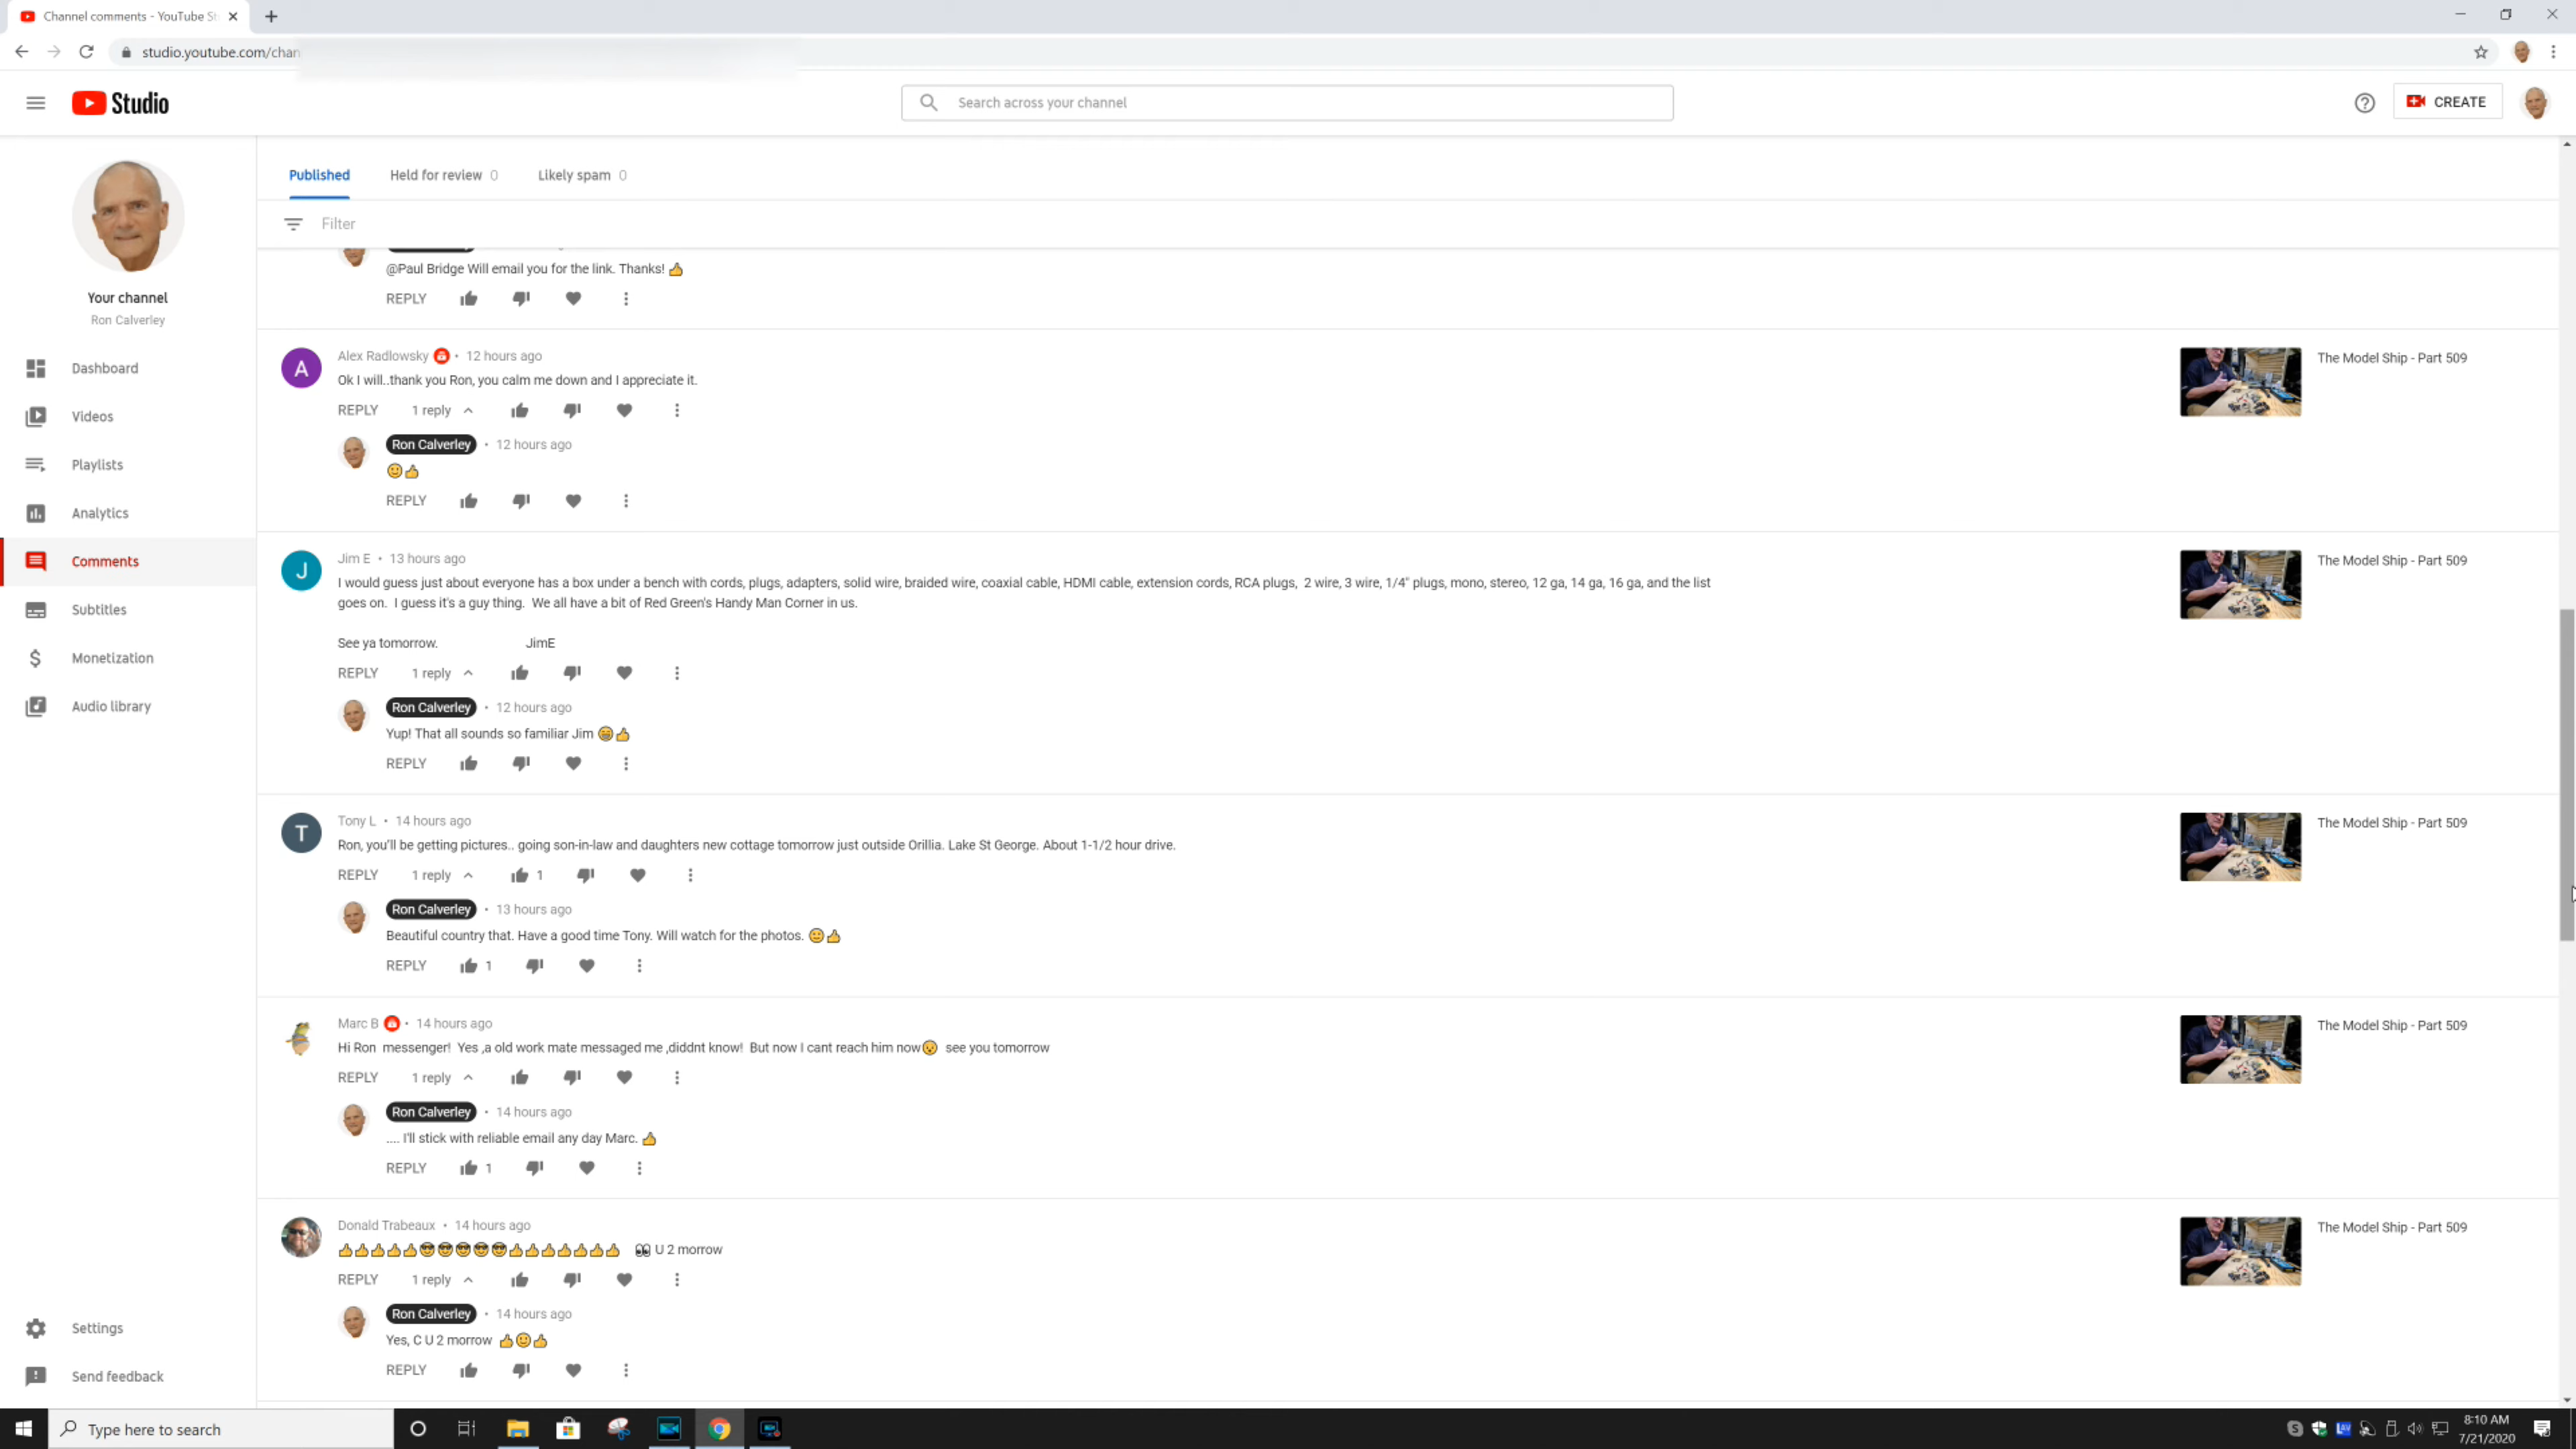 Channel comments - YouTube St
studio.youtube.com/chan
Studio
Search across your channel
CREATE
Your channel
Ron Calverley
Dashboard
Videos
Playlists
Analytics
Comments
Subtitles
Monetization
Audio library
Settings
Send feedback
Published
Held for review 0
Likely spam 0
Filter
@Paul Bridge Will email you for the link. Thanks! 👍
REPLY
Alex Radlowsky • 12 hours ago
Ok I will..thank you Ron, you calm me down and I appreciate it.
REPLY 1 reply
Ron Calverley • 12 hours ago
🙂👍
REPLY
The Model Ship - Part 509
Jim E • 13 hours ago
I would guess just about everyone has a box under a bench with cords, plugs, adapters, solid wire, braided wire, coaxial cable, HDMI cable, extension cords, RCA plugs, 2 wire, 3 wire, 1/4" plugs, mono, stereo, 12 ga, 14 ga, 16 ga, and the list
goes on. I guess it's a guy thing. We all have a bit of Red Green's Handy Man Corner in us.
See ya tomorrow. JimE
REPLY 1 reply
Ron Calverley • 12 hours ago
Yup! That all sounds so familiar Jim 😁👍
REPLY
The Model Ship - Part 509
Tony L • 14 hours ago
Ron, you'll be getting pictures.. going son-in-law and daughters new cottage tomorrow just outside Orillia. Lake St George. About 1-1/2 hour drive.
REPLY 1 reply 1
Ron Calverley • 13 hours ago
Beautiful country that. Have a good time Tony. Will watch for the photos. 🙂👍
REPLY 1
The Model Ship - Part 509
Marc B • 14 hours ago
Hi Ron messenger! Yes ,a old work mate messaged me ,diddnt know! But now I cant reach him now😯 see you tomorrow
REPLY 1 reply
Ron Calverley • 14 hours ago
.... I'll stick with reliable email any day Marc. 👍
REPLY 1
The Model Ship - Part 509
Donald Trabeaux • 14 hours ago
👍👍👍👍👍😎😎😎😎😎👍👍👍👍👍👍👍 👀 U 2 morrow
REPLY 1 reply
Ron Calverley • 14 hours ago
Yes, C U 2 morrow 👍🙂👍
REPLY
The Model Ship - Part 509
Type here to search
8:10 AM
7/21/2020